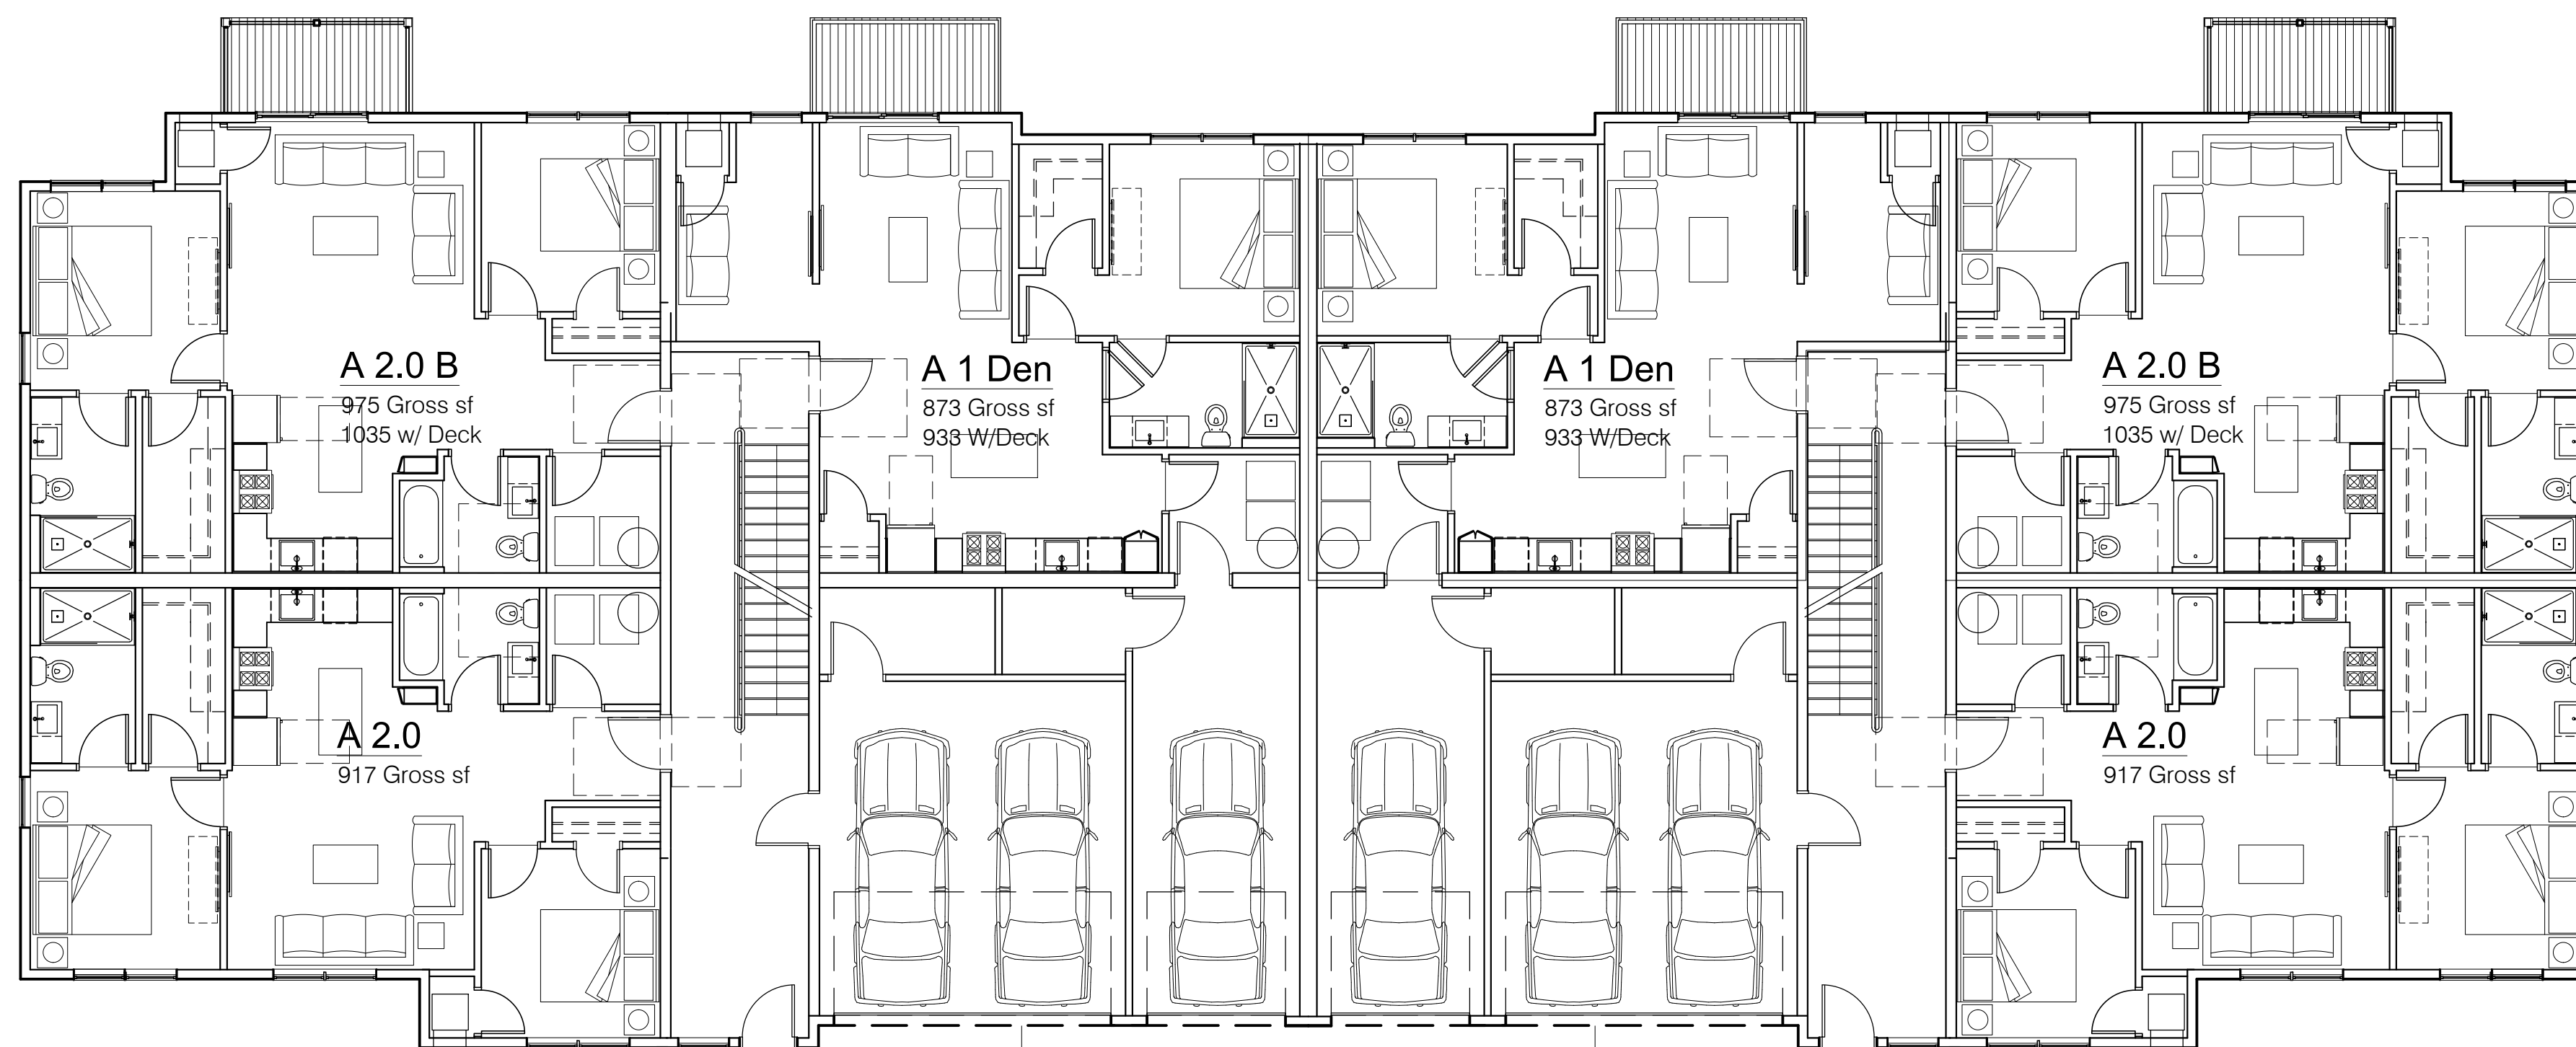 A 2.0 B
975 Gross sf
1035 w/ Deck
A 1 Den
873 Gross sf
933 W/Deck
A 1 Den
873 Gross sf
933 W/Deck
A 2.0 B
975 Gross sf
1035 w/ Deck
A 2.0
917 Gross sf
A 2.0
917 Gross sf